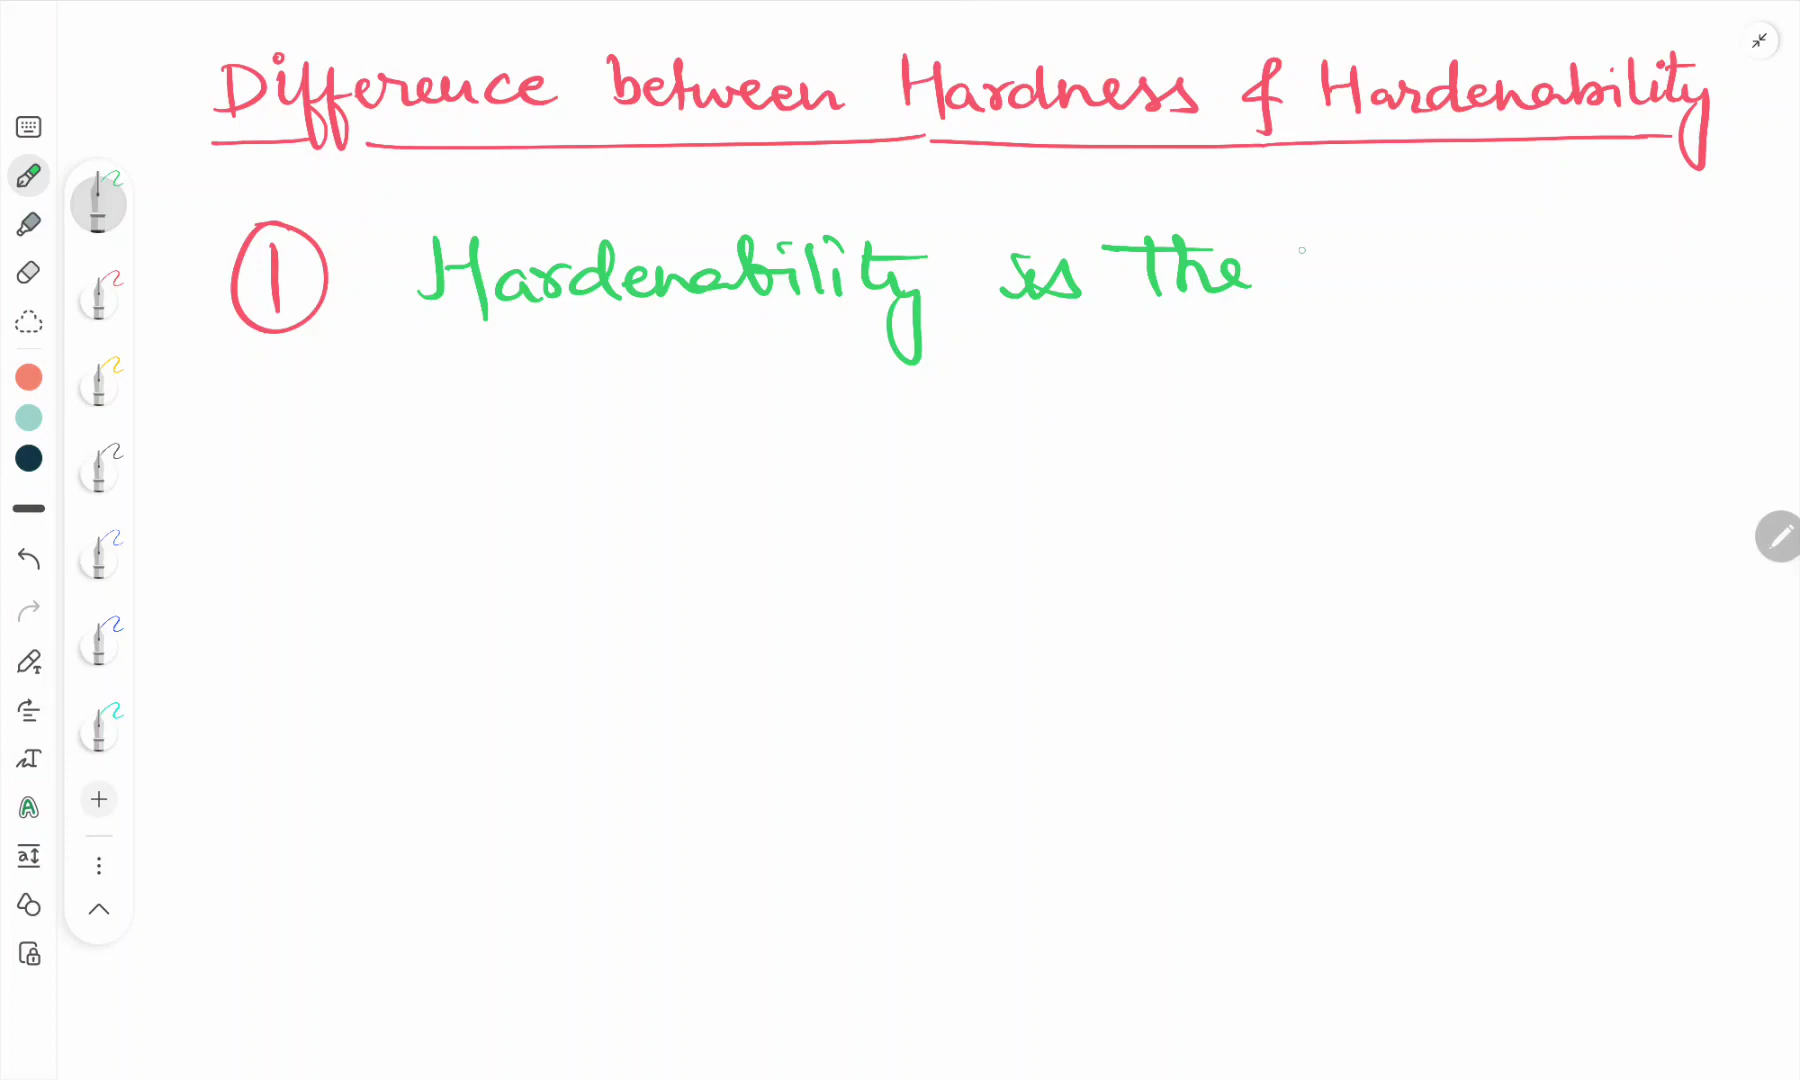 Difference between Hardness & Hardenability
① Hardenability is the